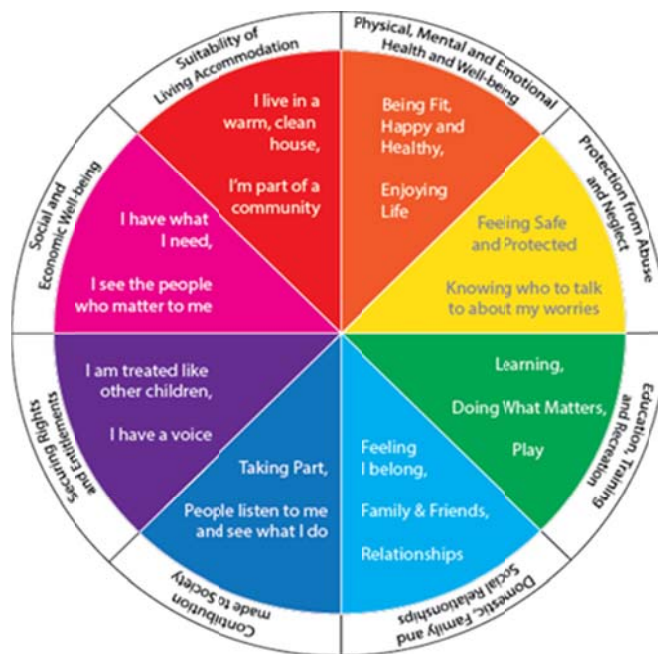 Physical, Mental and Emotional
Health and Well-being
Being Fit,
Happy and
Healthy,
Enjoying
Life
Protection from Abuse
and Neglect
Feeing Safe
and Protected
Knowing who to talk
to about my worries
Education, Training
and Recreation
Learning,
Doing What Matters,
Play
Domestic, Family and
Social Relationships
Feeling
I belong,
Family & Friends,
Relationships
Contibution
made to Society
Taking Part,
People listen to me
and see what I do
Securing Rights
and Entitlements
I am treated like
other children,
I have a voice
Social and
Economic Well-being
I have what
I need,
I see the people
who matter to me
Suitability of
Living Accommodation
I live in a
warm, clean
house,
I'm part of a
community